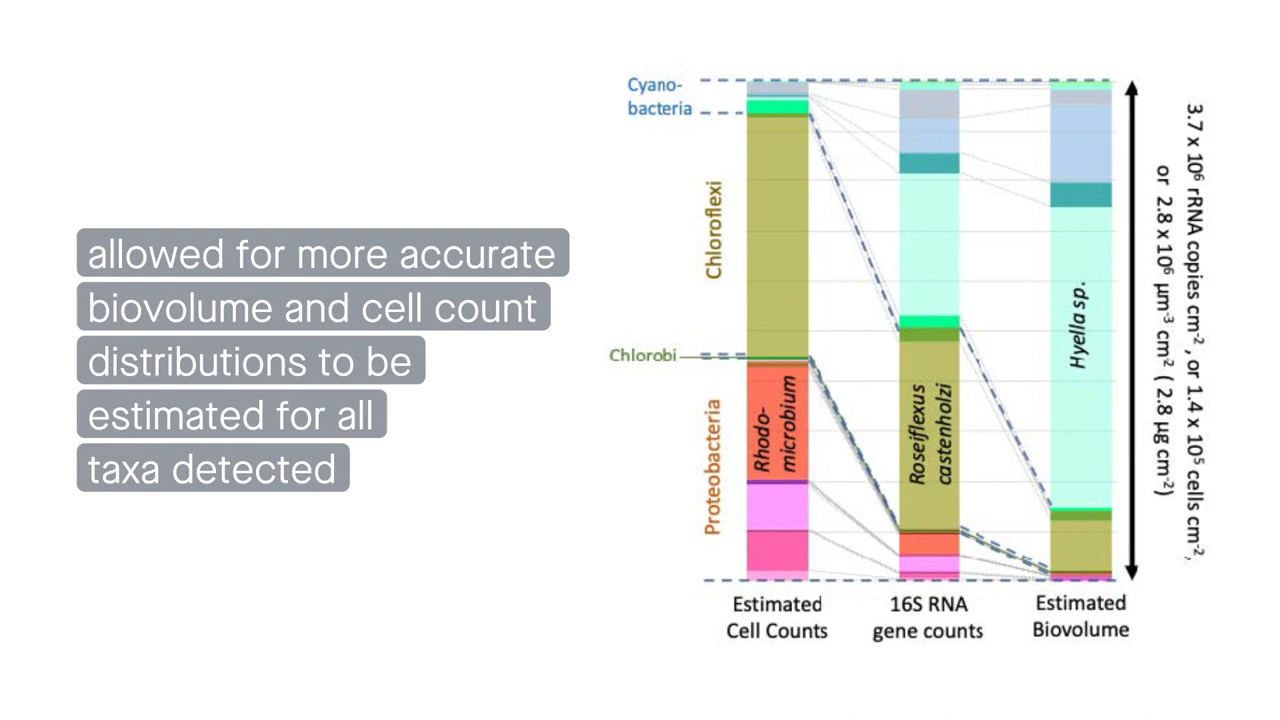 allowed for more accurate
biovolume and cell count
distributions to be
estimated for all
taxa detected
Cyano-
bacteria
Chloroflexi
Chlorobi
Proteobacteria
Rhodo-
microbium
Roseiflexus
castenholzi
Hyella sp.
3.7 x 10⁶ rRNA copies cm⁻² , or 1.4 x 10⁵ cells cm⁻²,
or 2.8 x 10⁶ µm⁻³ cm² ( 2.8 µg cm⁻²)
Estimated
Cell Counts
16S RNA
gene counts
Estimated
Biovolume